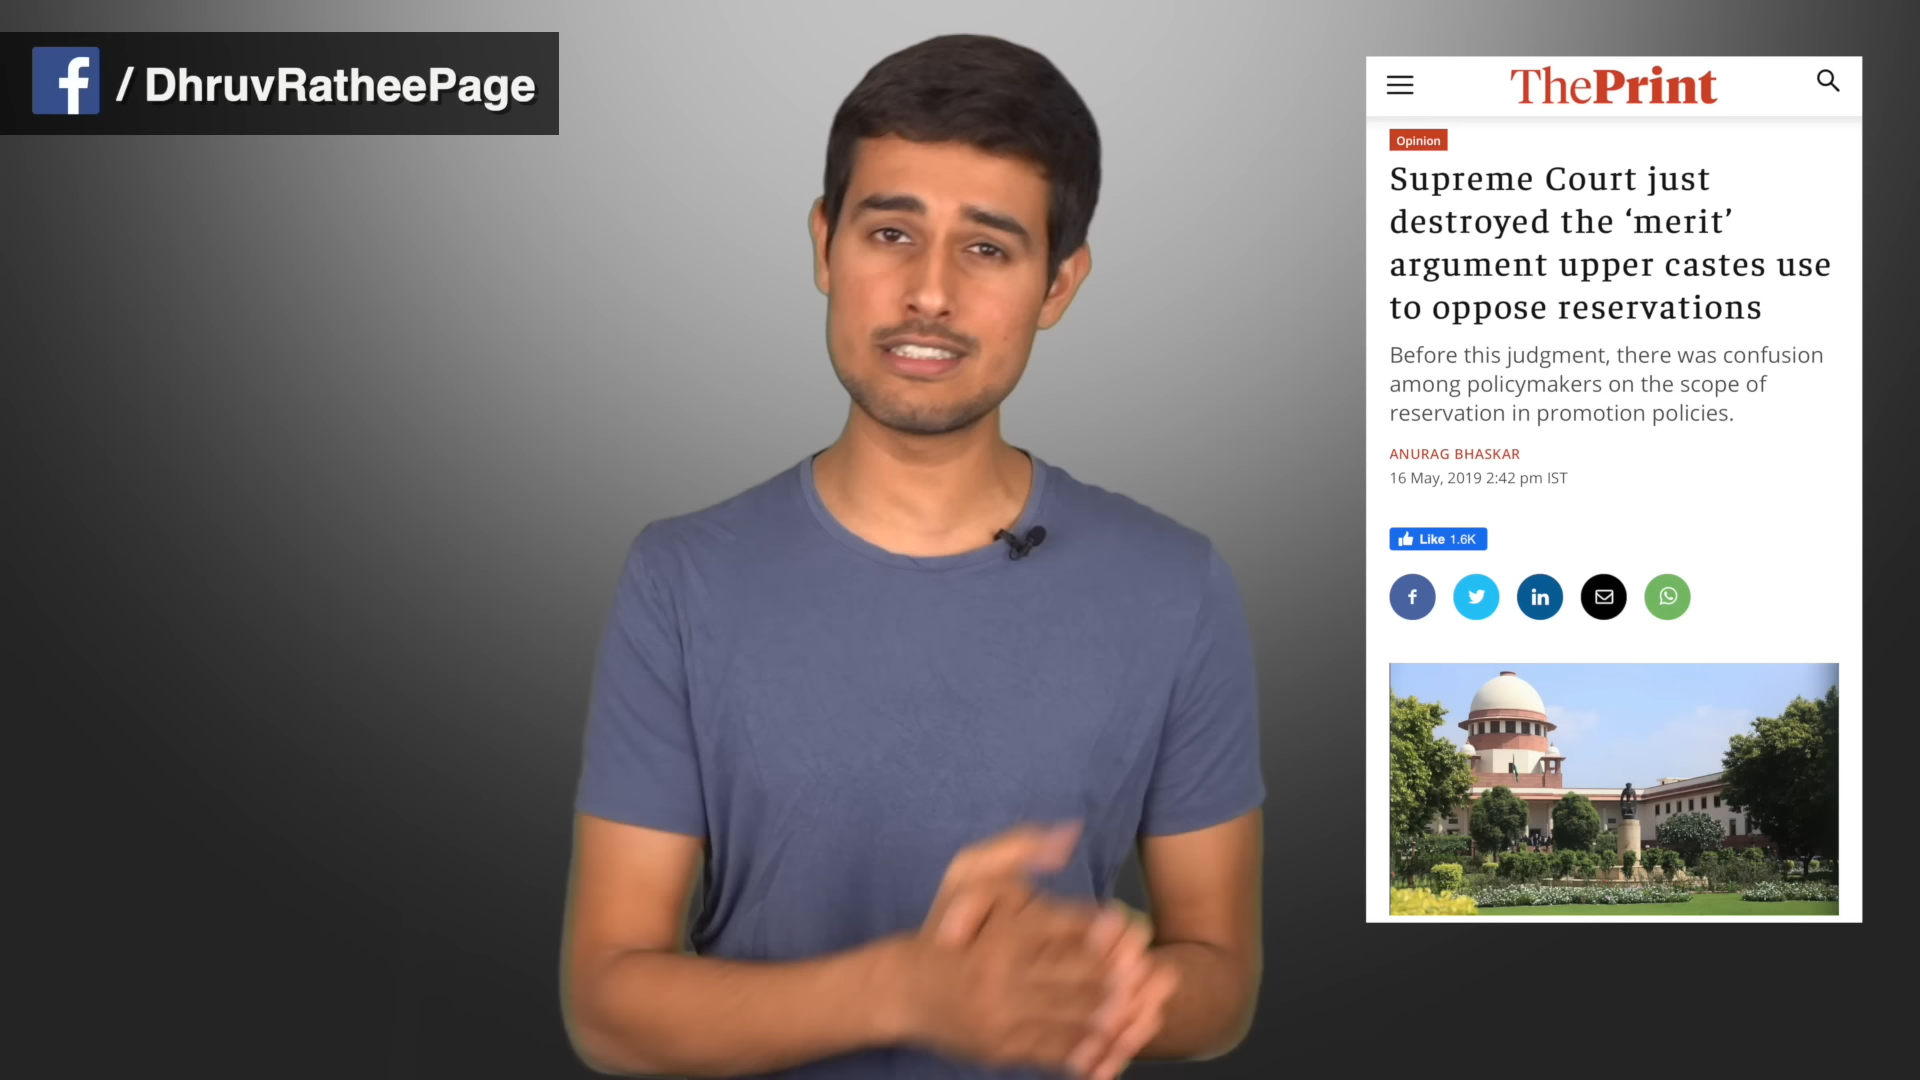 f / DhruvRatheePage
ThePrint
Opinion
Supreme Court just
destroyed the ‘merit’
argument upper castes use
to oppose reservations
Before this judgment, there was confusion
among policymakers on the scope of
reservation in promotion policies.
ANURAG BHASKAR
16 May, 2019 2:42 pm IST
Like 1.6K
f in